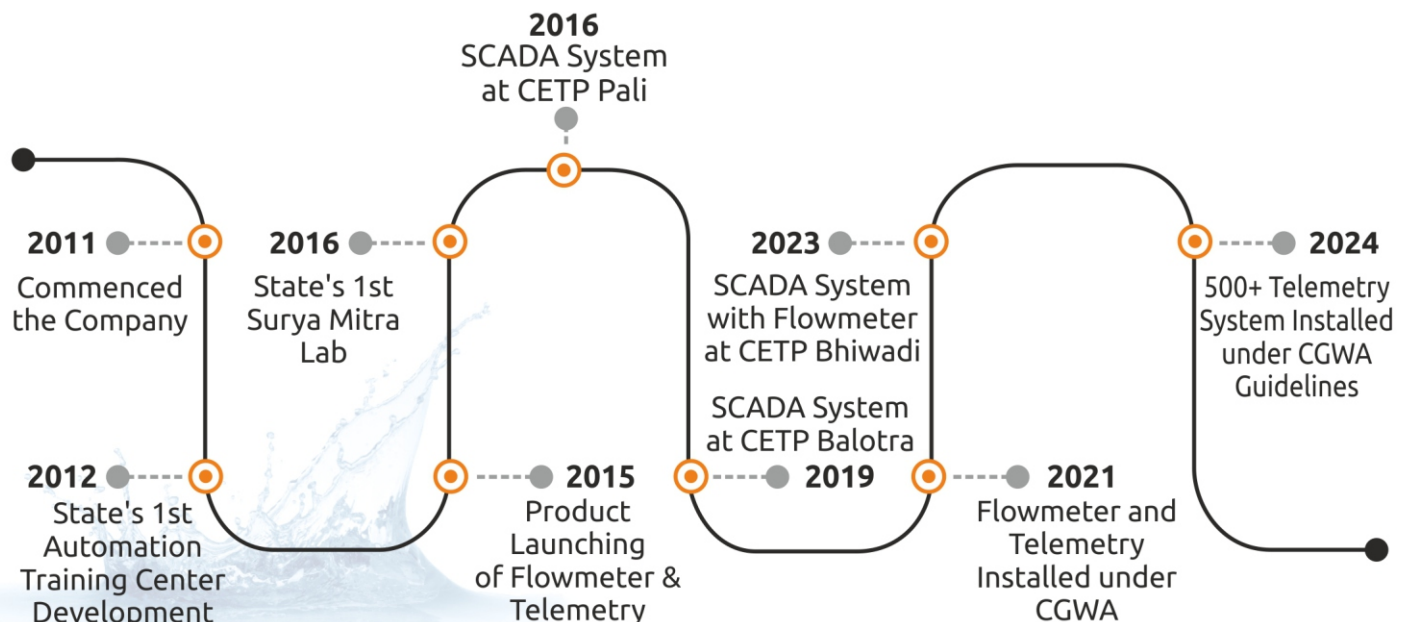 2011
Commenced
the Company
2012
State's 1st
Automation
Training Center
Development
2015
Product
Launching
of Flowmeter &
Telemetry
2016
State's 1st
Surya Mitra
Lab
2016
SCADA System
at CETP Pali
SCADA System
at CETP Balotra
2019
2021
Flowmeter and
Telemetry
Installed under
CGWA
2023
SCADA System
with Flowmeter
at CETP Bhiwadi
2024
500+ Telemetry
System Installed
under CGWA
Guidelines